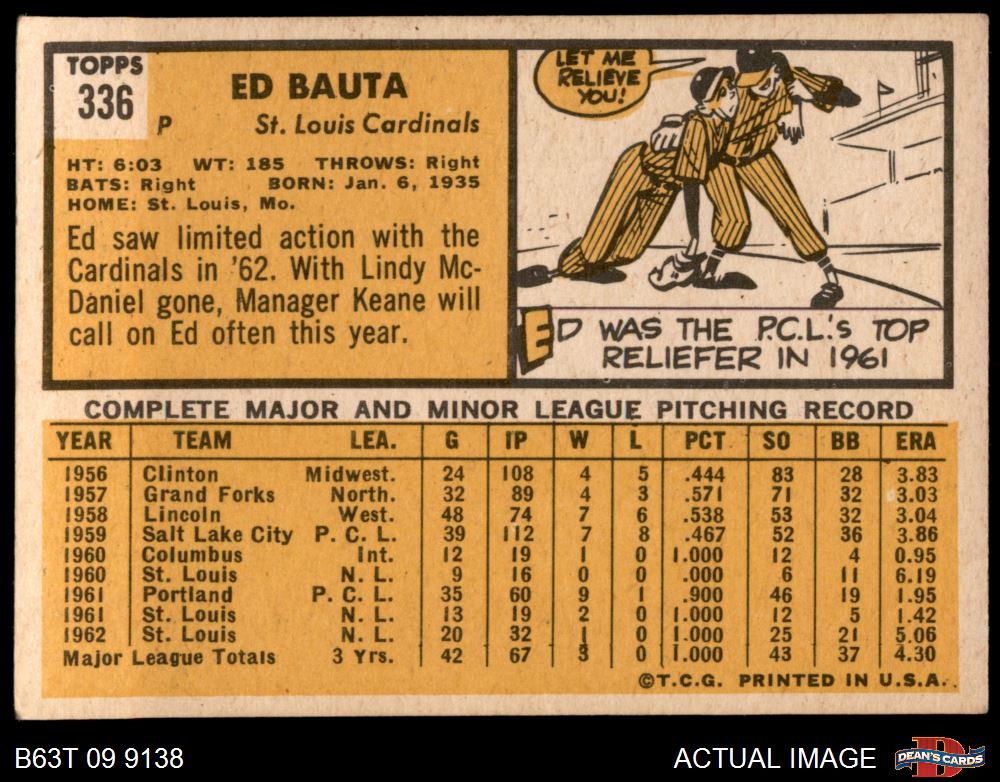 TOPPS
336
ED BAUTA
P St. Louis Cardinals
HT: 6:03 WT: 185 THROWS: Right
BATS: Right BORN: Jan. 6, 1935
HOME: St. Louis, Mo.
Ed saw limited action with the
Cardinals in '62. With Lindy Mc-
Daniel gone, Manager Keane will
call on Ed often this year.
LET ME
RELIEVE
YOU!
ED WAS THE P.C.L.'s TOP
RELIEFER IN 1961
COMPLETE MAJOR AND MINOR LEAGUE PITCHING RECORD
YEAR TEAM LEA. G IP W L PCT SO BB ERA
1956 Clinton Midwest. 24 108 4 5 .444 83 28 3.83
1957 Grand Forks North. 32 89 4 3 .571 71 32 3.03
1958 Lincoln West. 48 74 7 6 .538 53 32 3.04
1959 Salt Lake City P. C. L. 39 112 7 8 .467 52 36 3.86
1960 Columbus Int. 12 19 1 0 1.000 12 4 0.95
1960 St. Louis N. L. 9 16 0 0 .000 6 11 6.19
1961 Portland P. C. L. 35 60 9 1 .900 46 19 1.95
1961 St. Louis N. L. 13 19 2 0 1.000 12 5 1.42
1962 St. Louis N. L. 20 32 1 0 1.000 25 21 5.06
Major League Totals 3 Yrs. 42 67 3 0 1.000 43 37 4.30
©T.C.G. PRINTED IN U.S.A.
B63T 09 9138 ACTUAL IMAGE D DEAN'S CARDS